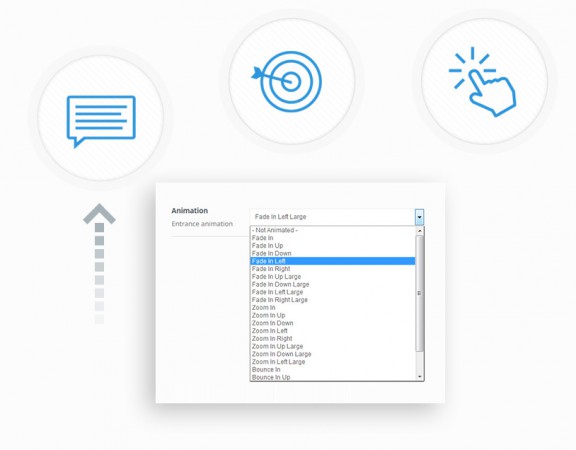 Animation
Entrance animation
Fade In Left Large
- Not Animated -
Fade In
Fade In Up
Fade In Down
Fade In Left
Fade In Right
Fade In Up Large
Fade In Down Large
Fade In Left Large
Fade In Right Large
Zoom In
Zoom In Up
Zoom In Down
Zoom In Left
Zoom In Right
Zoom In Up Large
Zoom In Down Large
Zoom In Left Large
Bounce In
Bounce In Up